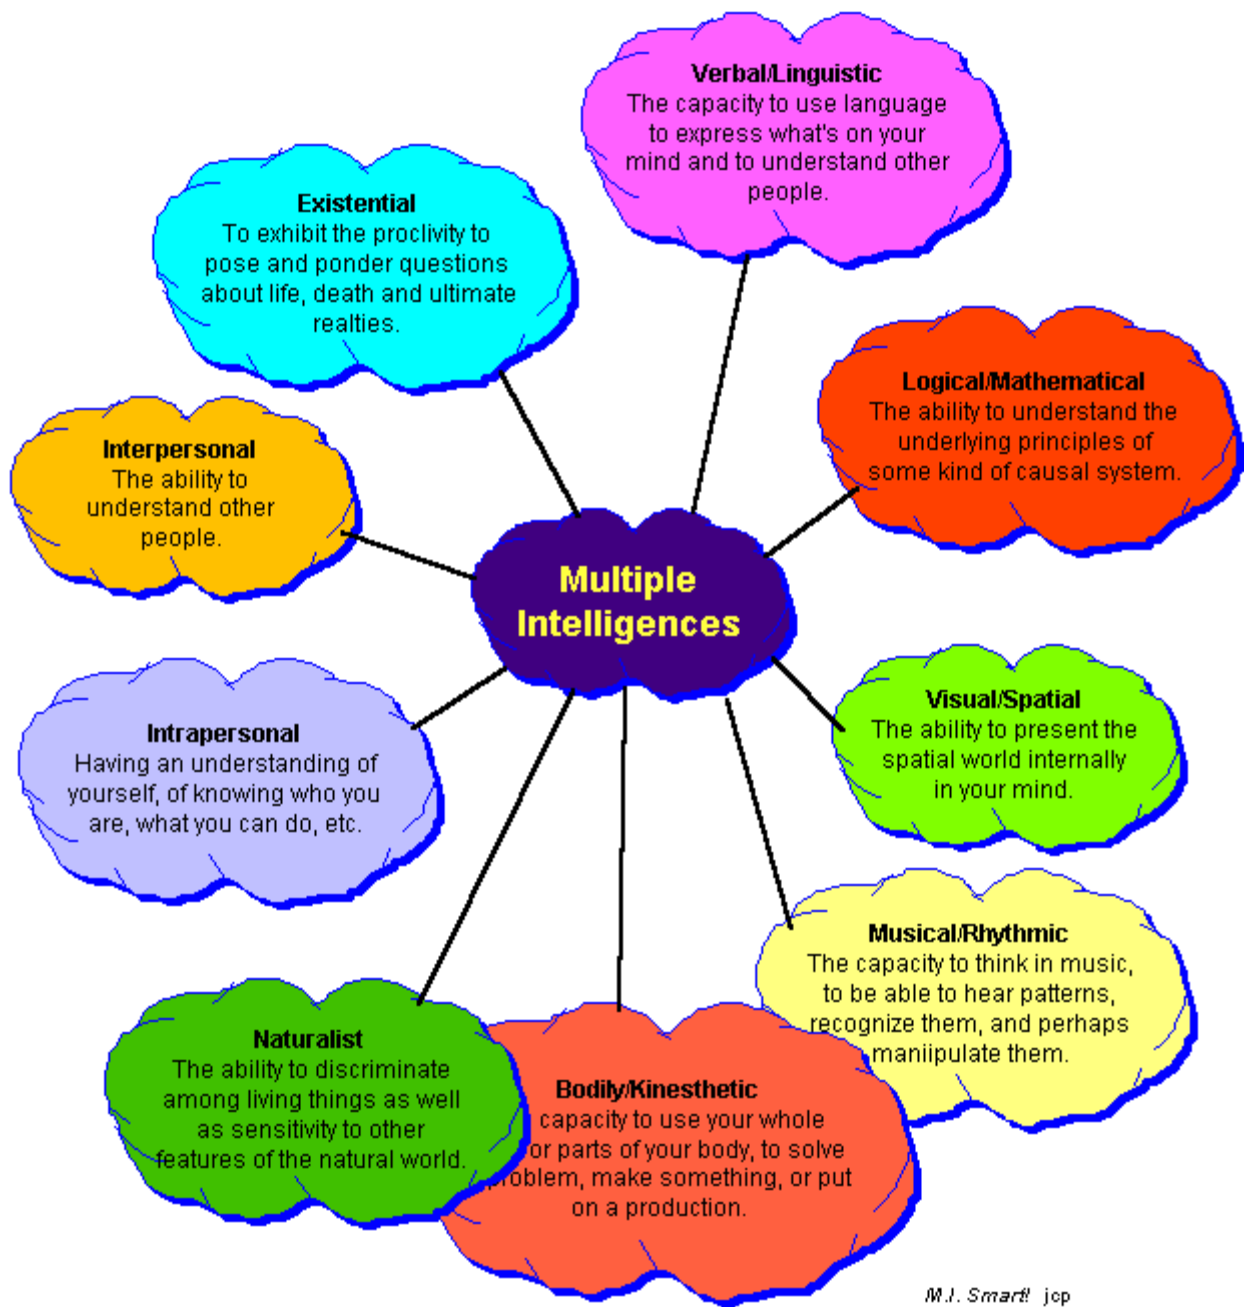 Verbal/Linguistic
The capacity to use language
to express what's on your
mind and to understand other
people.
Existential
To exhibit the proclivity to
pose and ponder questions
about life, death and ultimate
realties.
Logical/Mathematical
The ability to understand the
underlying principles of
some kind of causal system.
Interpersonal
The ability to
understand other
people.
Multiple
Intelligences
Visual/Spatial
The ability to present the
spatial world internally
in your mind.
Intrapersonal
Having an understanding of
yourself, of knowing who you
are, what you can do, etc.
Musical/Rhythmic
The capacity to think in music,
to be able to hear patterns,
recognize them, and perhaps
maniipulate them.
Naturalist
The ability to discriminate
among living things as well
as sensitivity to other
features of the natural world.
Bodily/Kinesthetic
capacity to use your whole
or parts of your body, to solve
problem, make something, or put
on a production.
M.I. Smart! jcp